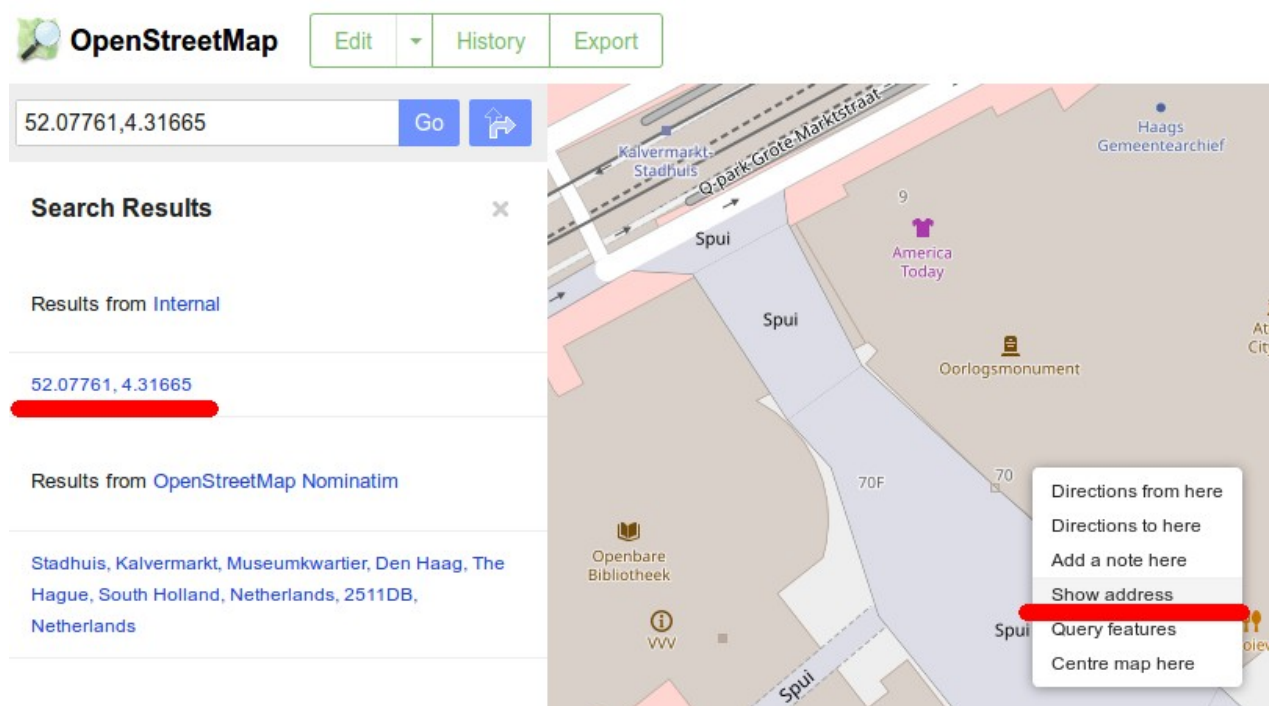 OpenStreetMap
Edit
History
Export
52.07761,4.31665
Go
Search Results
Results from Internal
52.07761, 4.31665
Results from OpenStreetMap Nominatim
Stadhuis, Kalvermarkt, Museumkwartier, Den Haag, The
Hague, South Holland, Netherlands, 2511DB,
Netherlands
Kalvermarkt-
Stadhuis
Q-park Grote Marktstraat
Haags
Gemeentearchief
9
Spui
America
Today
Spui
Oorlogsmonument
At
Cit
70F
70
Openbare
Bibliotheek
VVV
Spui
Spui
Directions from here
Directions to here
Add a note here
Show address
Query features
Centre map here